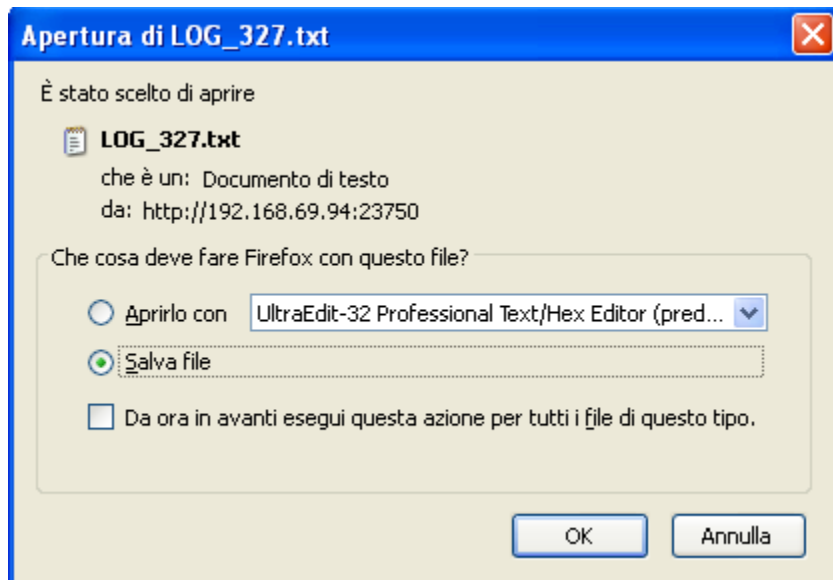 Apertura di LOG_327.txt
È stato scelto di aprire
LOG_327.txt
che è un: Documento di testo
da: http://192.168.69.94:23750
Che cosa deve fare Firefox con questo file?
Aprirlo con UltraEdit-32 Professional Text/Hex Editor (pred...
Salva file
Da ora in avanti esegui questa azione per tutti i file di questo tipo.
OK Annulla